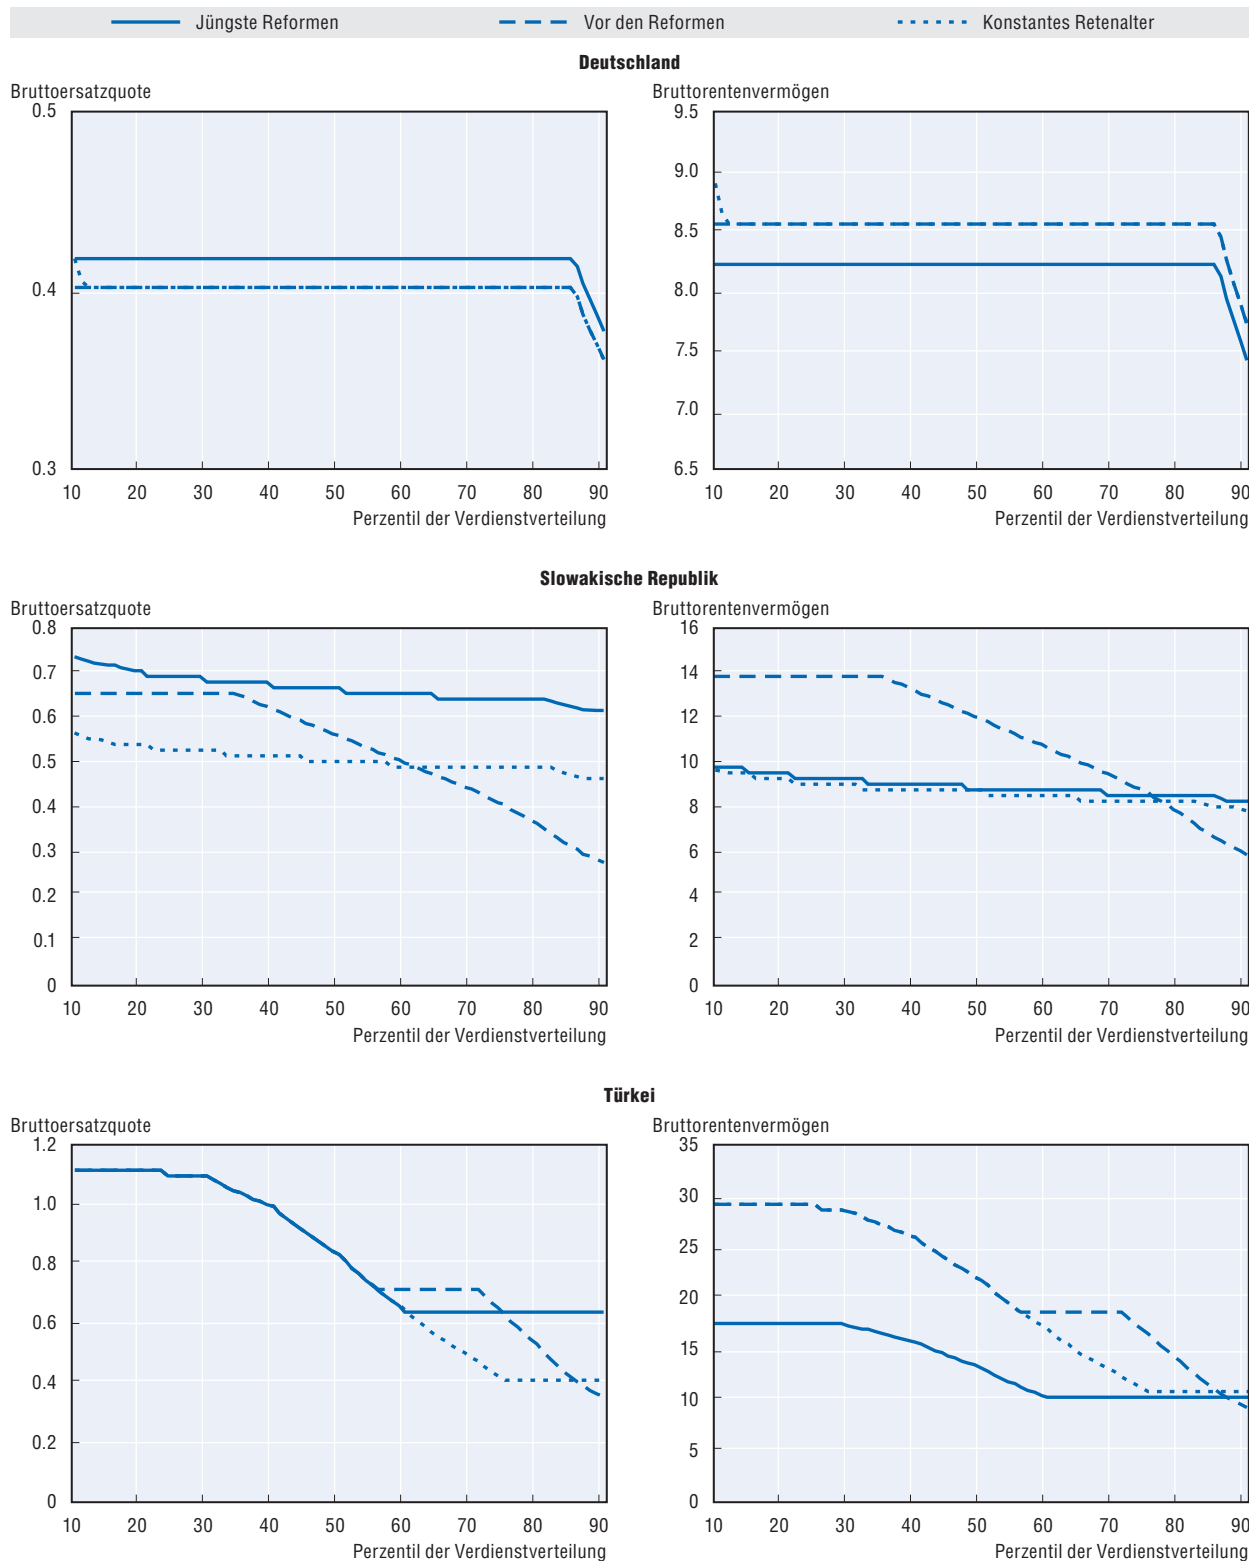 Jüngste Reformen Vor den Reformen Konstantes Retenalter
Deutschland
Bruttoersatzquote
0.5
0.4
0.3
10 20 30 40 50 60 70 80 90
Perzentil der Verdienstverteilung
Bruttorentenvermögen
9.5
9.0
8.5
8.0
7.5
7.0
6.5
10 20 30 40 50 60 70 80 90
Perzentil der Verdienstverteilung
Slowakische Republik
Bruttoersatzquote
0.8
0.7
0.6
0.5
0.4
0.3
0.2
0.1
0
10 20 30 40 50 60 70 80 90
Perzentil der Verdienstverteilung
Bruttorentenvermögen
16
14
12
10
8
6
4
2
0
10 20 30 40 50 60 70 80 90
Perzentil der Verdienstverteilung
Türkei
Bruttoersatzquote
1.2
1.0
0.8
0.6
0.4
0.2
0
10 20 30 40 50 60 70 80 90
Perzentil der Verdienstverteilung
Bruttorentenvermögen
35
30
25
20
15
10
5
0
10 20 30 40 50 60 70 80 90
Perzentil der Verdienstverteilung